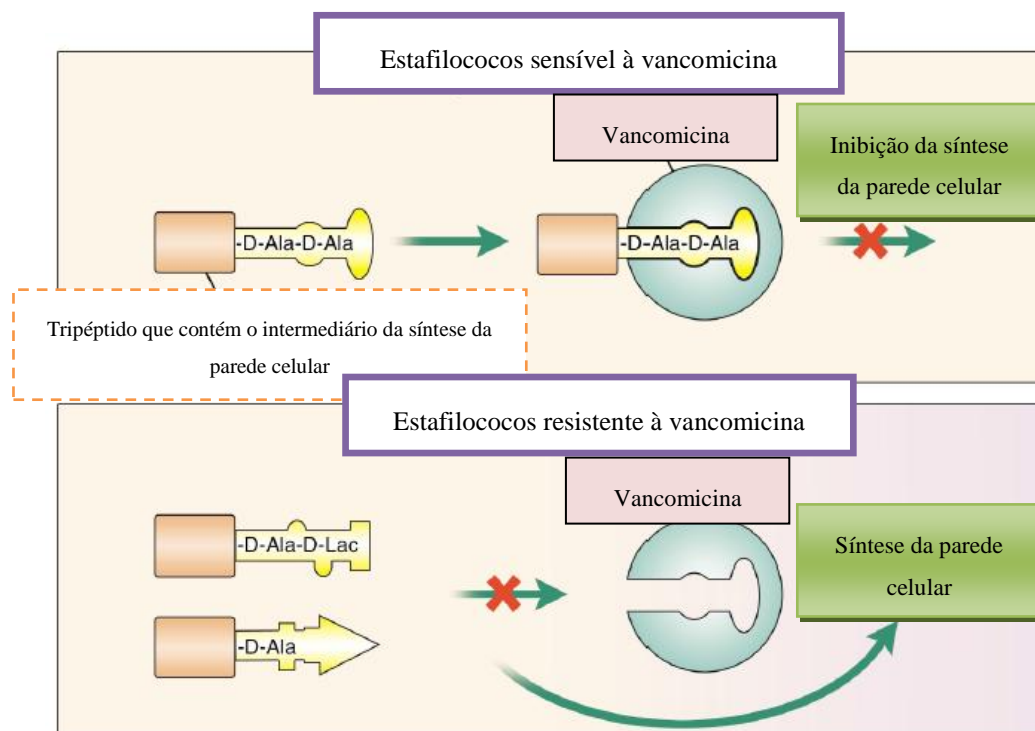 Estafilococos sensível à vancomicina
Vancomicina
Inibição da síntese
da parede celular
-D-Ala-D-Ala
-D-Ala-D-Ala
Tripéptido que contém o intermediário da síntese da
parede celular
Estafilococos resistente à vancomicina
Vancomicina
Síntese da parede
celular
-D-Ala-D-Lac
-D-Ala